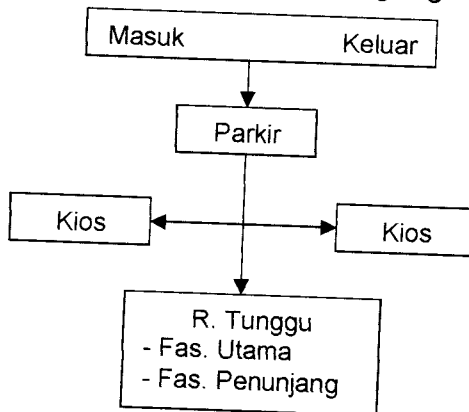 Masuk Keluar
Parkir
Kios Kios
R. Tunggu
- Fas. Utama
- Fas. Penunjang